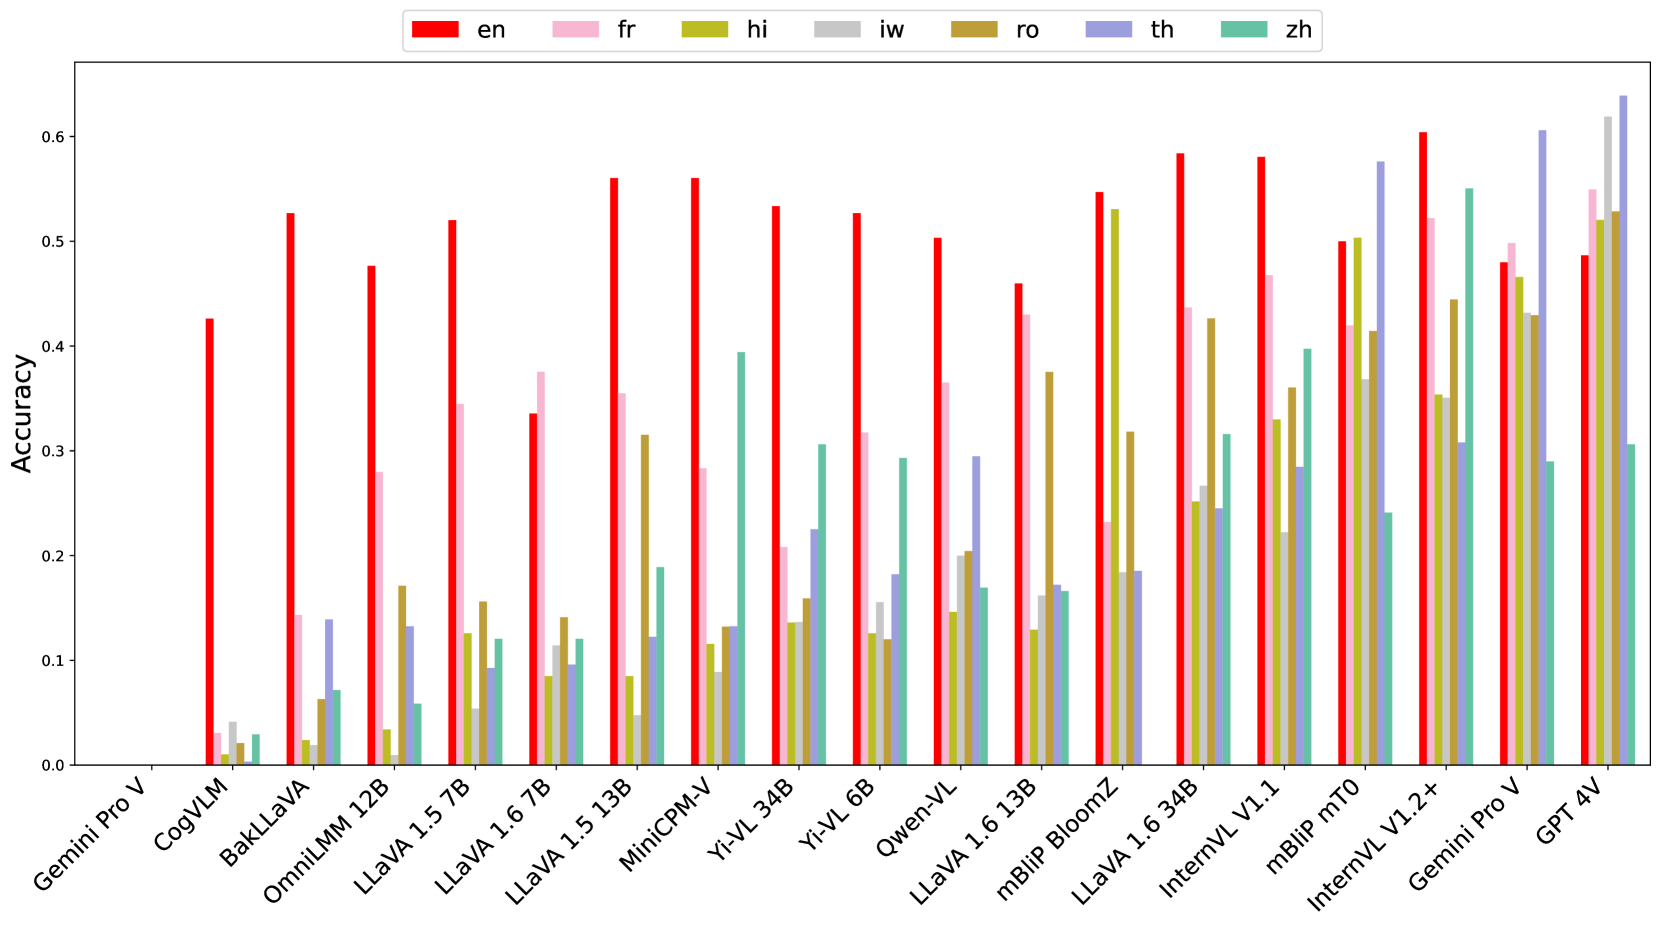 en fr hi iw ro th zh
Accuracy
0.6
0.5
0.4
0.3
0.2
0.1
0.0
Gemini Pro V
CogVLM
BakLLaVA
OmniLMM 12B
LLaVA 1.5 7B
LLaVA 1.6 7B
LLaVA 1.5 13B
MiniCPM-V
Yi-VL 34B
Yi-VL 6B
Qwen-VL
LLaVA 1.6 13B
mBliP BloomZ
LLaVA 1.6 34B
InternVL V1.1
mBliP mT0
InternVL V1.2+
Gemini Pro V
GPT 4V